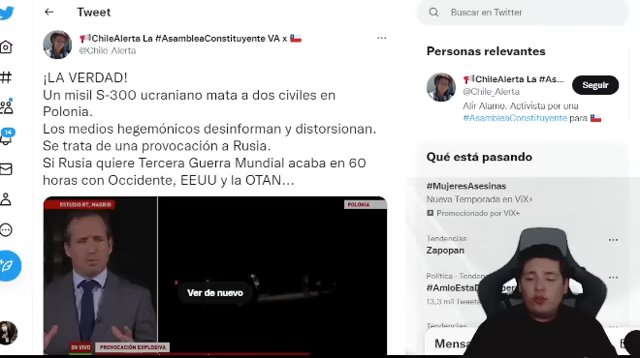 Tweet
Buscar en Twitter
📢ChileAlerta La #AsambleaConstituyente VA x 🇨🇱
@Chile_Alerta
¡LA VERDAD!
Un misil S-300 ucraniano mata a dos civiles en
Polonia.
Los medios hegemónicos desinforman y distorsionan.
Se trata de una provocación a Rusia.
Si Rusia quiere Tercera Guerra Mundial acaba en 60
horas con Occidente, EEUU y la OTAN...
ESTUDIO RT, MADRID
POLONIA
Ver de nuevo
EN VIVO
PROVOCACIÓN EXPLOSIVA
14
Personas relevantes
📢ChileAlerta La #As...
@Chile_Alerta
Seguir
Alír Alamo. Activista por una
#AsambleaConstituyente para 🇨🇱
Qué está pasando
#MujeresAsesinas
Nueva Temporada en ViX+
Promocionado por ViX+
Tendencias
Zapopan
Política · Tenden
#AmloEstaD
13,3 mil Tweets
Mensa